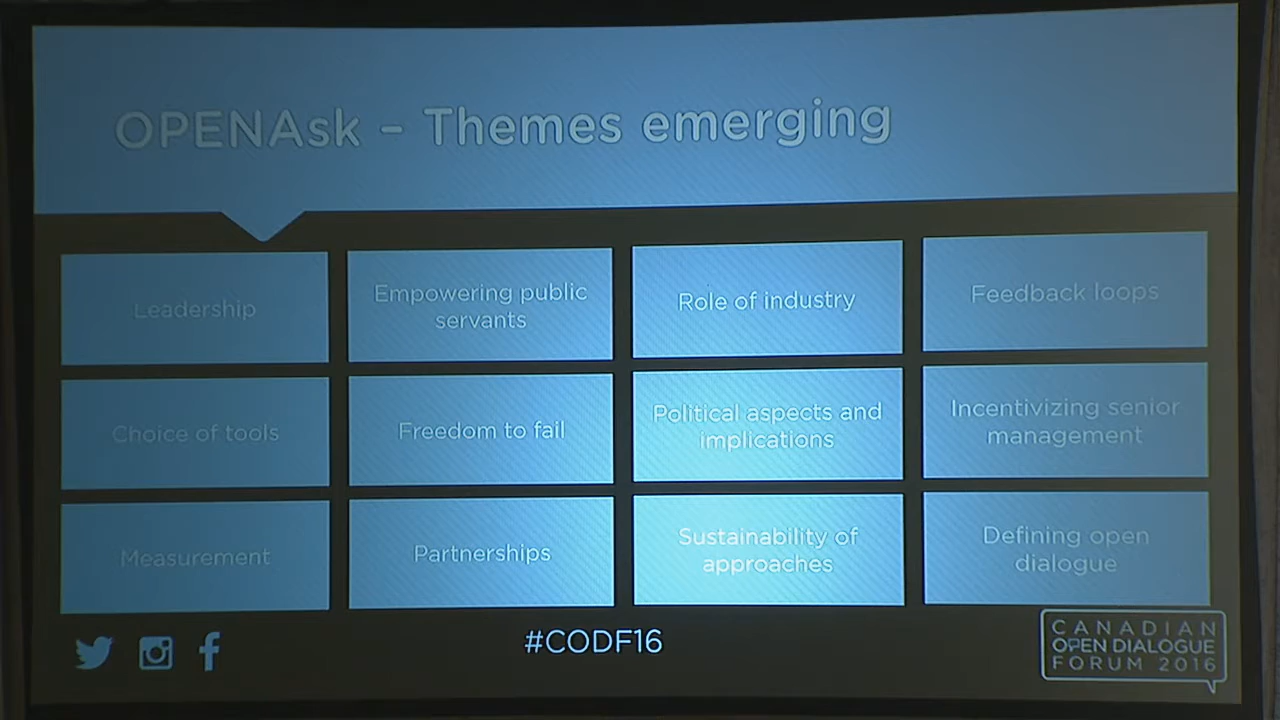 OPENAsk – Themes emerging
Leadership
Empowering public
servants
Role of industry
Feedback loops
Choice of tools
Freedom to fail
Political aspects and
implications
Incentivizing senior
management
Measurement
Partnerships
Sustainability of
approaches
Defining open
dialogue
#CODF16
CANADIAN
OPEN DIALOGUE
FORUM 2016